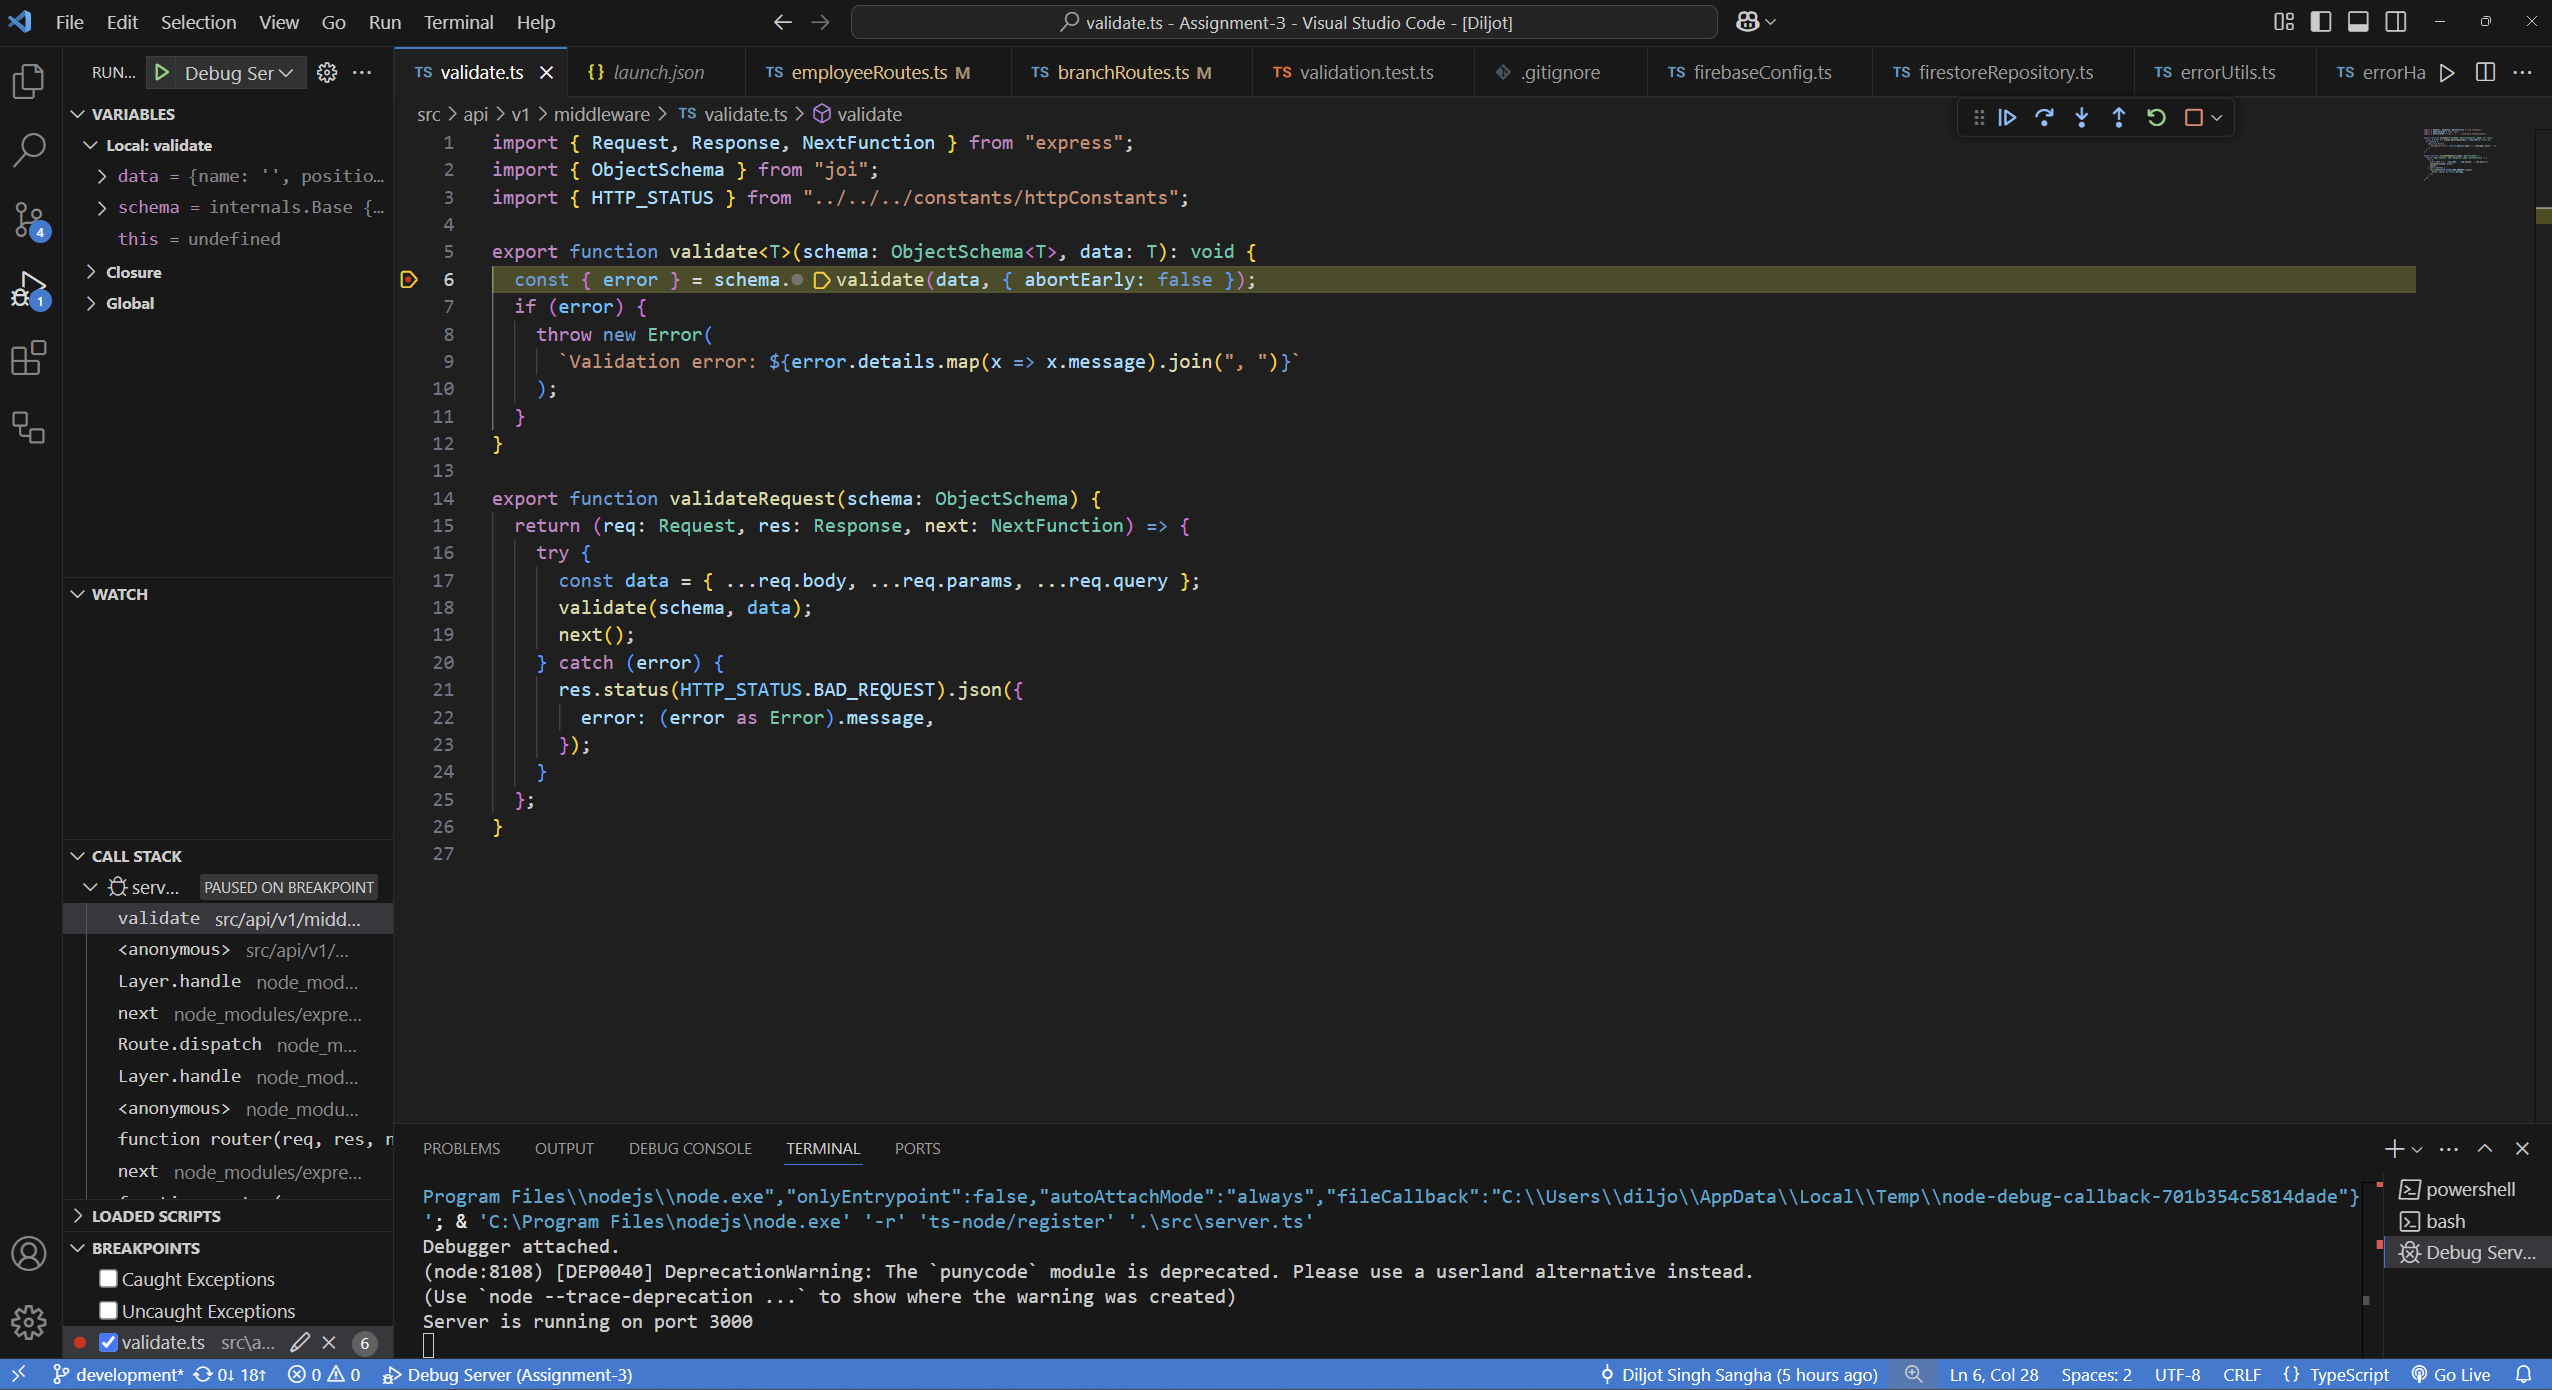 File Edit Selection View Go Run Terminal Help
validate.ts - Assignment-3 - Visual Studio Code - [Diljot]
RUN... Debug Ser
TS validate.ts
{} launch.json
TS employeeRoutes.ts M
TS branchRoutes.ts M
TS validation.test.ts
.gitignore
TS firebaseConfig.ts
TS firestoreRepository.ts
TS errorUtils.ts
TS errorHa
src > api > v1 > middleware > TS validate.ts > validate
VARIABLES
Local: validate
data = {name: '', positio...
schema = internals.Base {...
this = undefined
Closure
Global
4
1
WATCH
CALL STACK
serv... PAUSED ON BREAKPOINT
validate src/api/v1/midd...
<anonymous> src/api/v1/...
Layer.handle node_mod...
next node_modules/expre...
Route.dispatch node_m...
Layer.handle node_mod...
<anonymous> node_modu...
function router(req, res, n
next node_modules/expre...
LOADED SCRIPTS
BREAKPOINTS
Caught Exceptions
Uncaught Exceptions
validate.ts src\a... 6
1 import { Request, Response, NextFunction } from "express";
2 import { ObjectSchema } from "joi";
3 import { HTTP_STATUS } from "../../../constants/httpConstants";
4
5 export function validate<T>(schema: ObjectSchema<T>, data: T): void {
6 const { error } = schema.validate(data, { abortEarly: false });
7 if (error) {
8 throw new Error(
9 `Validation error: ${error.details.map(x => x.message).join(", ")}`
10 );
11 }
12 }
13
14 export function validateRequest(schema: ObjectSchema) {
15 return (req: Request, res: Response, next: NextFunction) => {
16 try {
17 const data = { ...req.body, ...req.params, ...req.query };
18 validate(schema, data);
19 next();
20 } catch (error) {
21 res.status(HTTP_STATUS.BAD_REQUEST).json({
22 error: (error as Error).message,
23 });
24 }
25 };
26 }
27
PROBLEMS OUTPUT DEBUG CONSOLE TERMINAL PORTS
Program Files\\nodejs\\node.exe","onlyEntrypoint":false,"autoAttachMode":"always","fileCallback":"C:\\Users\\diljo\\AppData\\Local\\Temp\\node-debug-callback-701b354c5814dade"}
'; & 'C:\Program Files\nodejs\node.exe' '-r' 'ts-node/register' '.\src\server.ts'
Debugger attached.
(node:8108) [DEP0040] DeprecationWarning: The `punycode` module is deprecated. Please use a userland alternative instead.
(Use `node --trace-deprecation ...` to show where the warning was created)
Server is running on port 3000
powershell
bash
Debug Serv...
development* 0↓ 18↑ 0 0 Debug Server (Assignment-3)
Diljot Singh Sangha (5 hours ago) Ln 6, Col 28 Spaces: 2 UTF-8 CRLF {} TypeScript Go Live